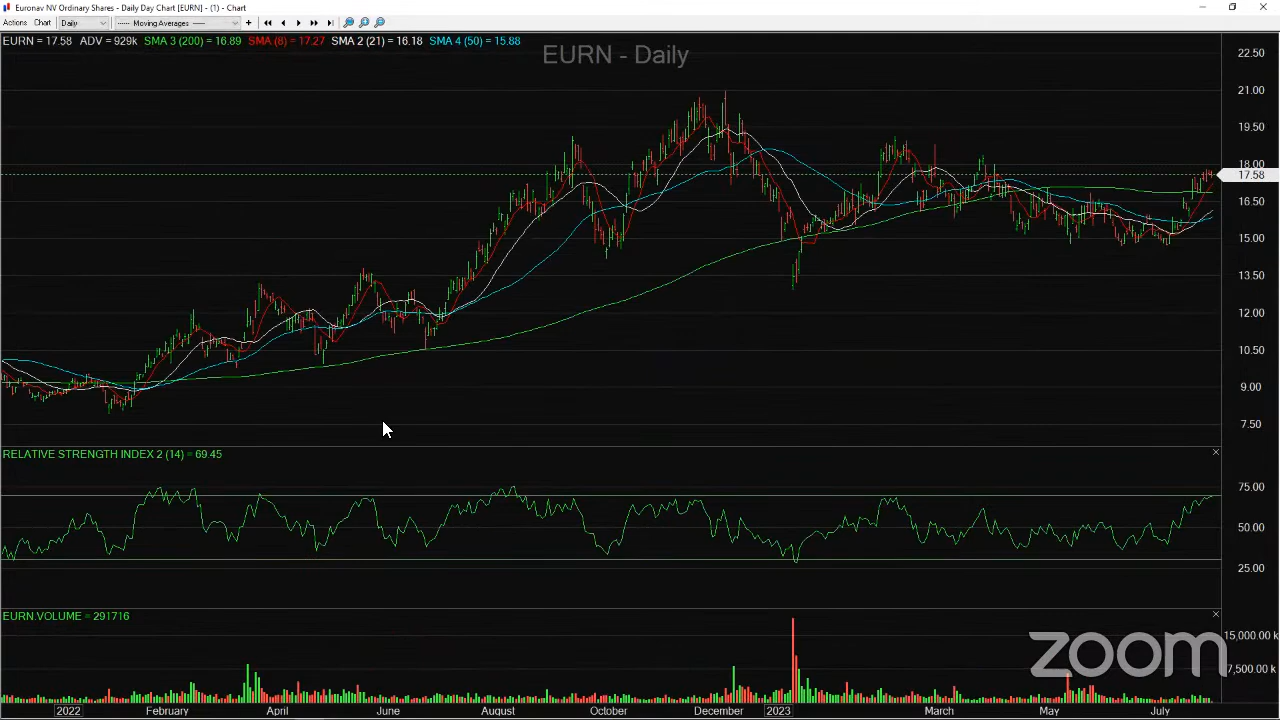 Euronav NV Ordinary Shares - Daily Day Chart [EURN] - (1) - Chart
Actions Chart Daily Moving Averages
EURN = 17.58 ADV = 929k SMA 3 (200) = 16.89 SMA (8) = 17.27 SMA 2 (21) = 16.18 SMA 4 (50) = 15.88
EURN - Daily
22.50
21.00
19.50
18.00
17.58
16.50
15.00
13.50
12.00
10.50
9.00
7.50
RELATIVE STRENGTH INDEX 2 (14) = 69.45
75.00
50.00
25.00
EURN.VOLUME = 291716
15,000.00 k
7,500.00 k
zoom
2022 February April June August October December 2023 March May July